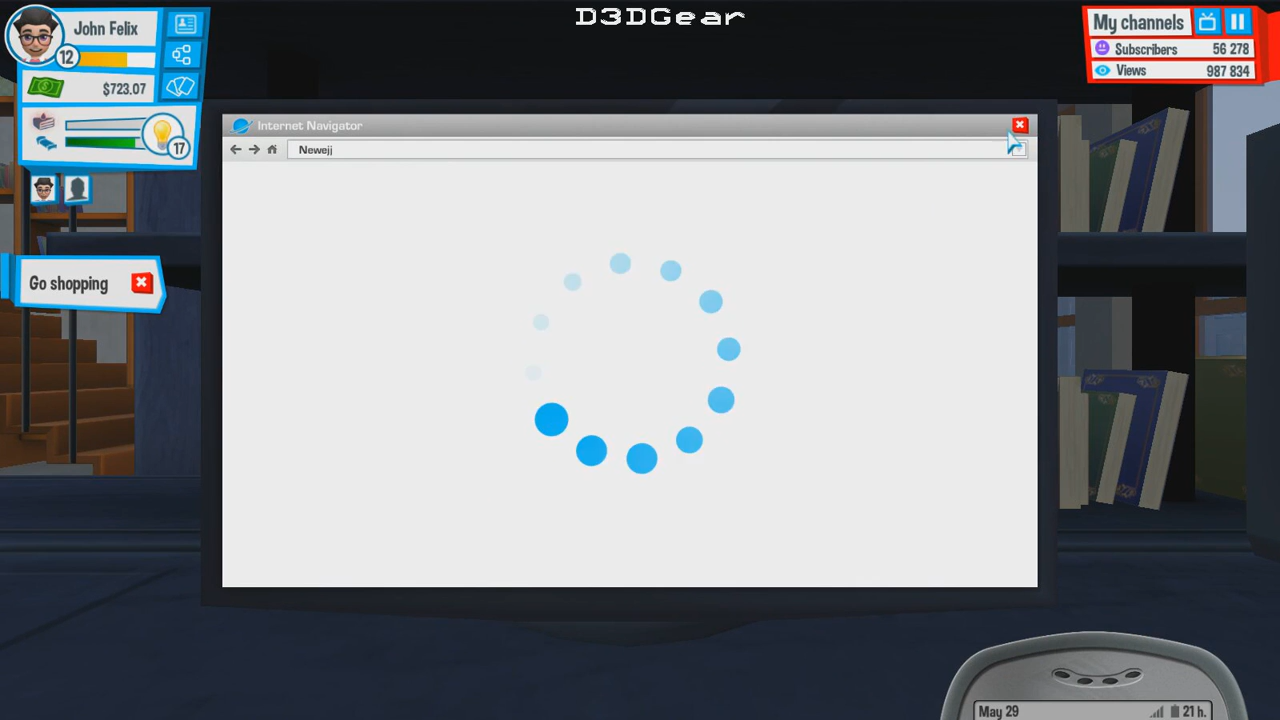 D3DGear
John Felix
12
$723.07
17
My channels
Subscribers 56 278
Views 987 834
Internet Navigator
Newejj
Go shopping
May 29 21 h.